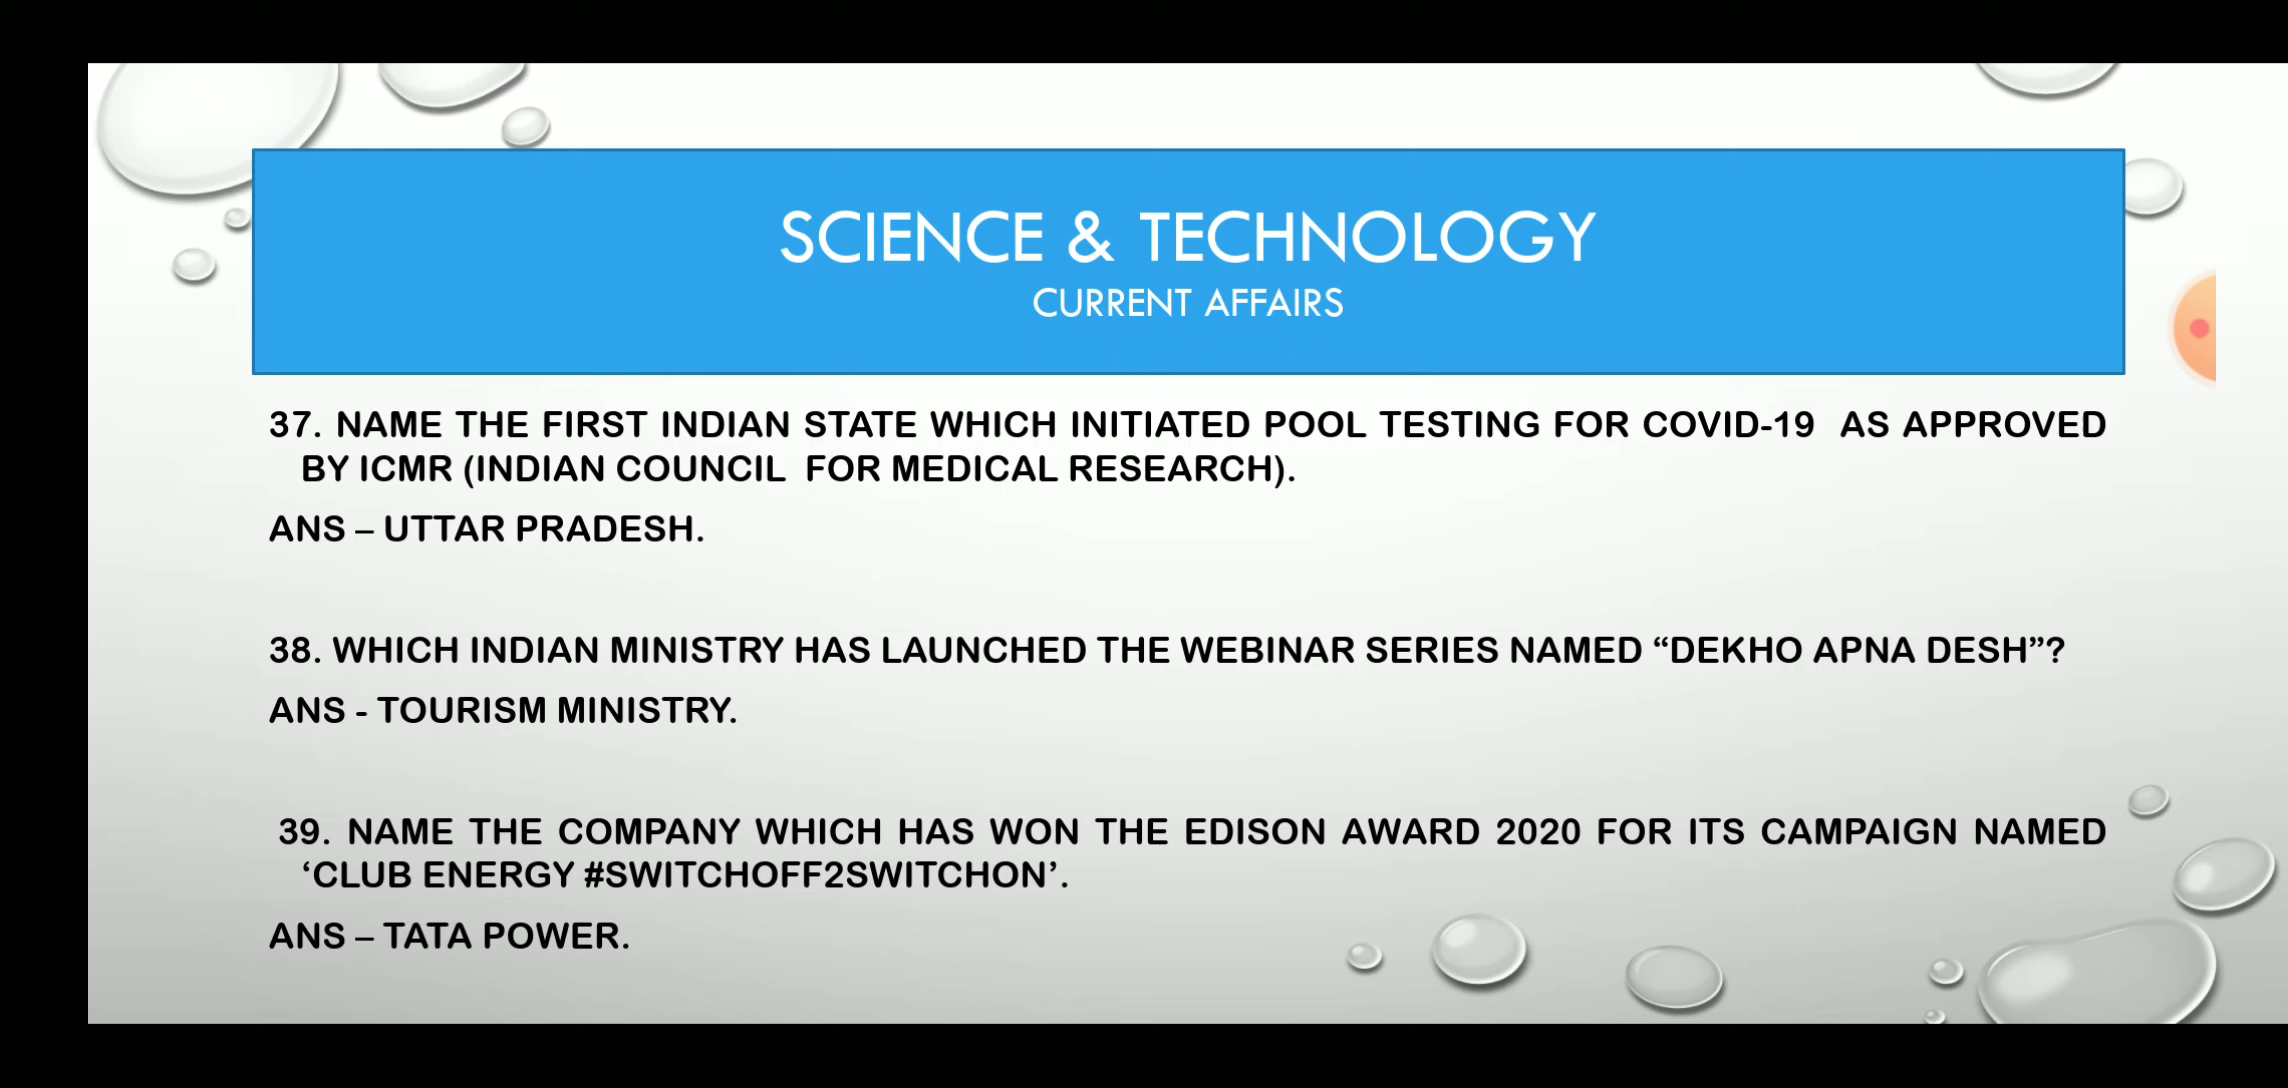 SCIENCE & TECHNOLOGY
CURRENT AFFAIRS
37. NAME THE FIRST INDIAN STATE WHICH INITIATED POOL TESTING FOR COVID-19 AS APPROVED
BY ICMR (INDIAN COUNCIL FOR MEDICAL RESEARCH).
ANS – UTTAR PRADESH.
38. WHICH INDIAN MINISTRY HAS LAUNCHED THE WEBINAR SERIES NAMED “DEKHO APNA DESH”?
ANS - TOURISM MINISTRY.
39. NAME THE COMPANY WHICH HAS WON THE EDISON AWARD 2020 FOR ITS CAMPAIGN NAMED
‘CLUB ENERGY #SWITCHOFF2SWITCHON’.
ANS – TATA POWER.